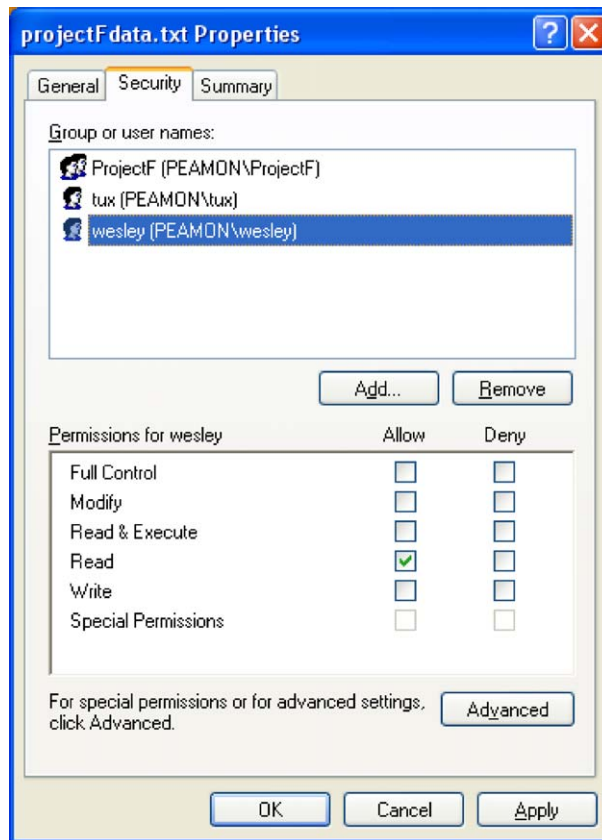 projectFdata.txt Properties
General Security Summary
Group or user names:
ProjectF (PEAMON\ProjectF)
tux (PEAMON\tux)
wesley (PEAMON\wesley)
Add... Remove
Permissions for wesley Allow Deny
Full Control
Modify
Read & Execute
Read
Write
Special Permissions
For special permissions or for advanced settings,
click Advanced.
Advanced
OK Cancel Apply